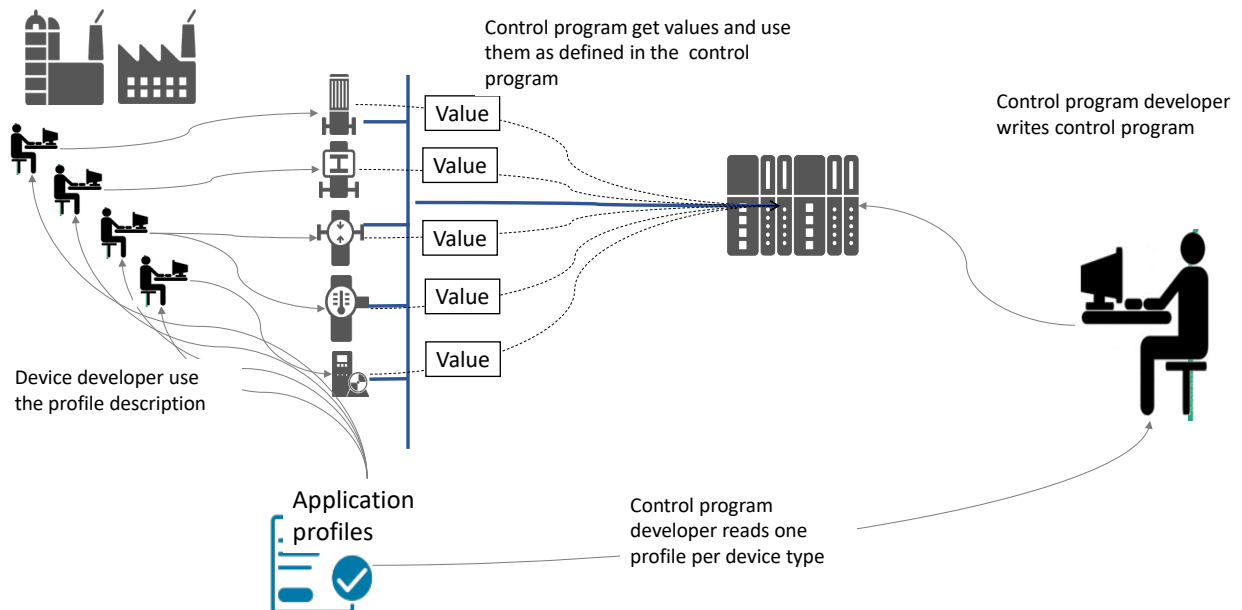 Control program get values and use
them as defined in the  control
program
Control program developer
writes control program
Value
Value
Value
Value
Value
Device developer use
the profile description
Application
profiles
Control program
developer reads one
profile per device type